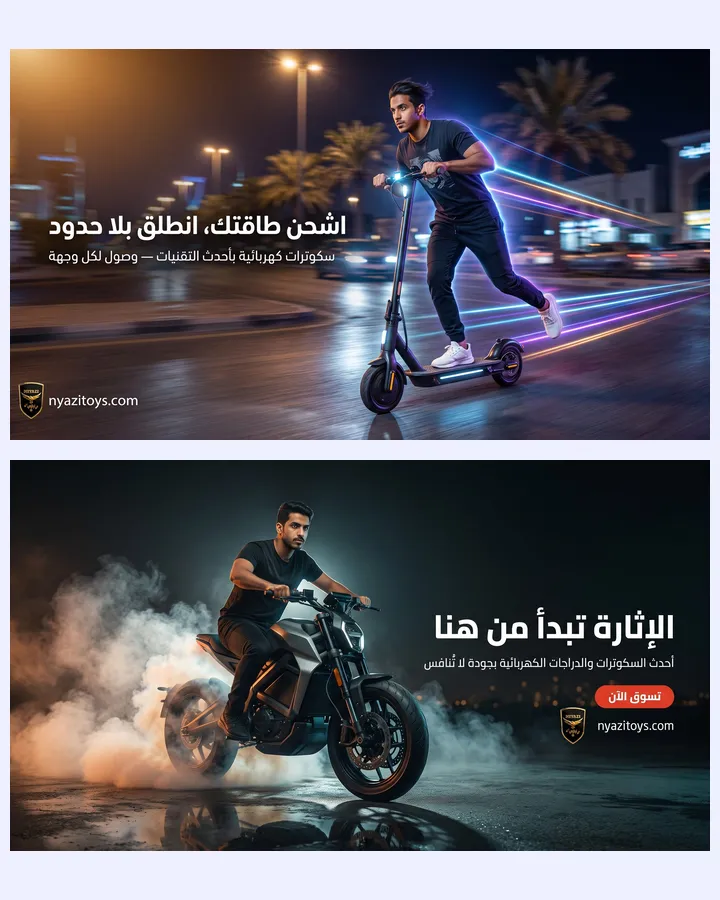 اشحن طاقتك، انطلق بلا حدود
سكوترات كهربائية بأحدث التقنيات — وصول لكل وجهة
nyazitoys.com
الإثارة تبدأ من هنا
أحدث السكوترات والدراجات الكهربائية بجودة لا تُنافس
تسوق الآن
nyazitoys.com